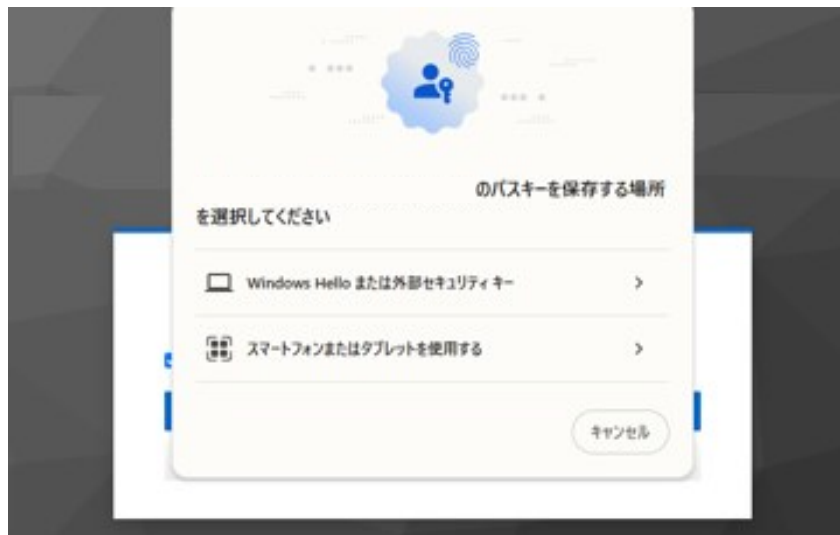 のパスキーを保存する場所
を選択してください
Windows Hello または外部セキュリティ キー
スマートフォンまたはタブレットを使用する
キャンセル